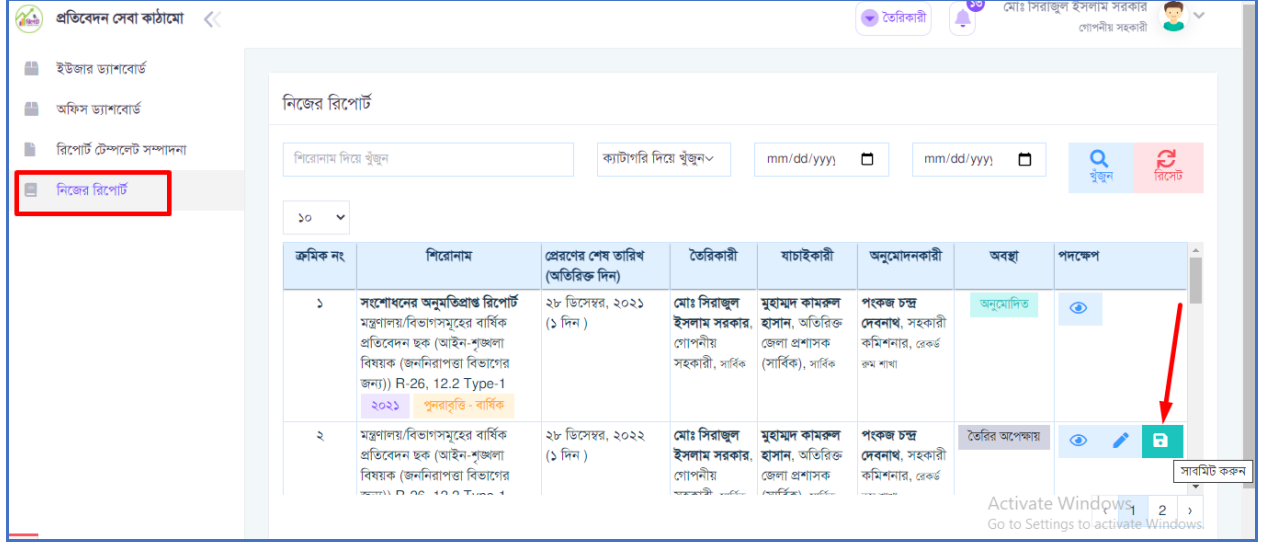 প্রতিবেদন সেবা কাঠামো
তৈরিকারী
১৩
মোঃ সিরাজুল ইসলাম সরকার
গোপনীয় সহকারী
ইউজার ড্যাশবোর্ড
অফিস ড্যাশবোর্ড
রিপোর্ট টেম্পলেট সম্পাদনা
নিজের রিপোর্ট
নিজের রিপোর্ট
শিরোনাম দিয়ে খুঁজুন
ক্যাটাগরি দিয়ে খুঁজুন
mm/dd/yyyy
mm/dd/yyyy
খুঁজুন
রিসেট
১০
ক্রমিক নং শিরোনাম প্রেরণের শেষ তারিখ তৈরিকারী যাচাইকারী অনুমোদনকারী অবস্থা পদক্ষেপ
(অতিরিক্ত দিন)
১ সংশোধনের অনুমতিপ্রাপ্ত রিপোর্ট ২৮ ডিসেম্বর, ২০২১ মোঃ সিরাজুল মুহাম্মদ কামরুল পংকজ চন্দ্র অনুমোদিত
মন্ত্রণালয়/বিভাগসমূহের বার্ষিক (১ দিন ) ইসলাম সরকার, হাসান, অতিরিক্ত দেবনাথ, সহকারী
প্রতিবেদন ছক (আইন-শৃঙ্খলা গোপনীয় জেলা প্রশাসক কমিশনার, রেকর্ড
বিষয়ক (জননিরাপত্তা বিভাগের সহকারী, সার্বিক (সার্বিক), সার্বিক রুম শাখা
জন্য)) R-26, 12.2 Type-1
২০২১ পুনরাবৃত্তি - বার্ষিক
২ মন্ত্রণালয়/বিভাগসমূহের বার্ষিক ২৮ ডিসেম্বর, ২০২২ মোঃ সিরাজুল মুহাম্মদ কামরুল পংকজ চন্দ্র তৈরির অপেক্ষায়
প্রতিবেদন ছক (আইন-শৃঙ্খলা (১ দিন ) ইসলাম সরকার, হাসান, অতিরিক্ত দেবনাথ, সহকারী
বিষয়ক (জননিরাপত্তা বিভাগের গোপনীয় জেলা প্রশাসক কমিশনার, রেকর্ড
সাবমিট করুন
Activate Windows
Go to Settings to activate Windows.
‹ 1 2 ›